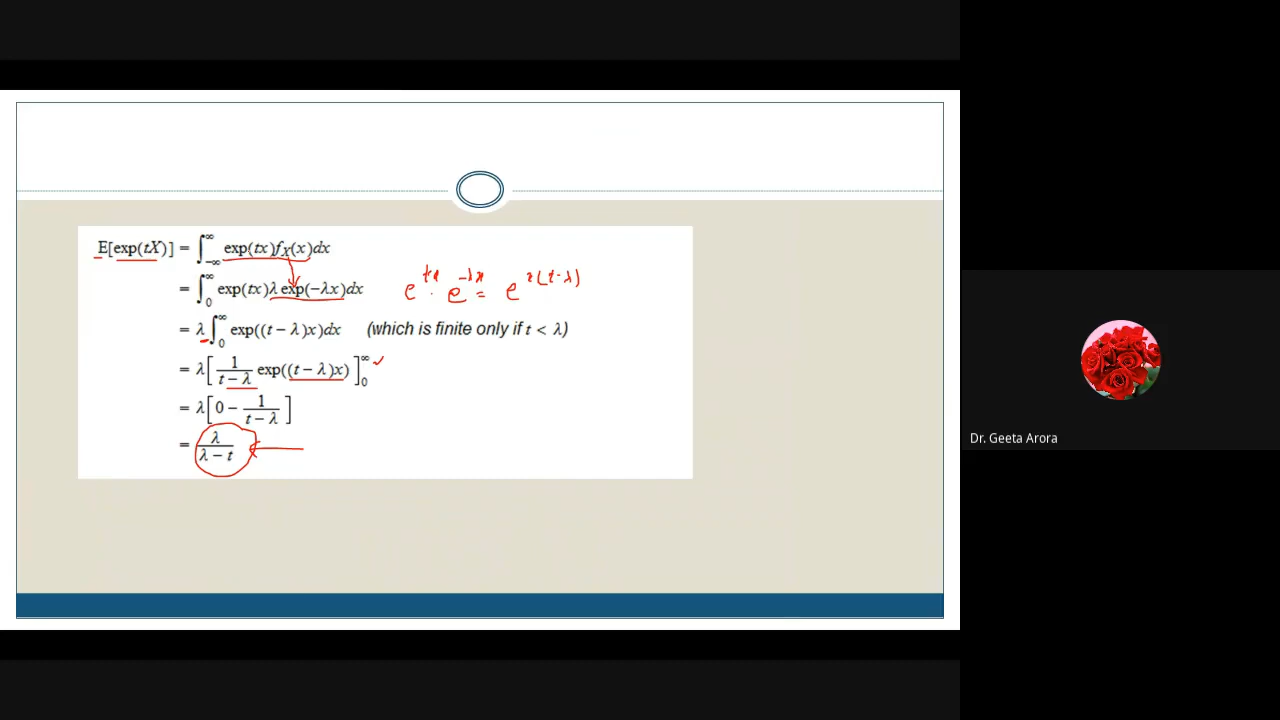 E[exp(tX)] = ∫_{-∞}^{∞} exp(tx)f_X(x)dx
= ∫_0^∞ exp(tx)λ exp(−λx)dx
e^{tx} · e^{-λx} = e^{x(t-λ)}
= λ ∫_0^∞ exp((t − λ)x)dx (which is finite only if t < λ)
= λ[ 1/(t − λ) exp((t − λ)x) ]_0^∞
= λ[ 0 − 1/(t − λ) ]
= λ/(λ − t)
Dr. Geeta Arora